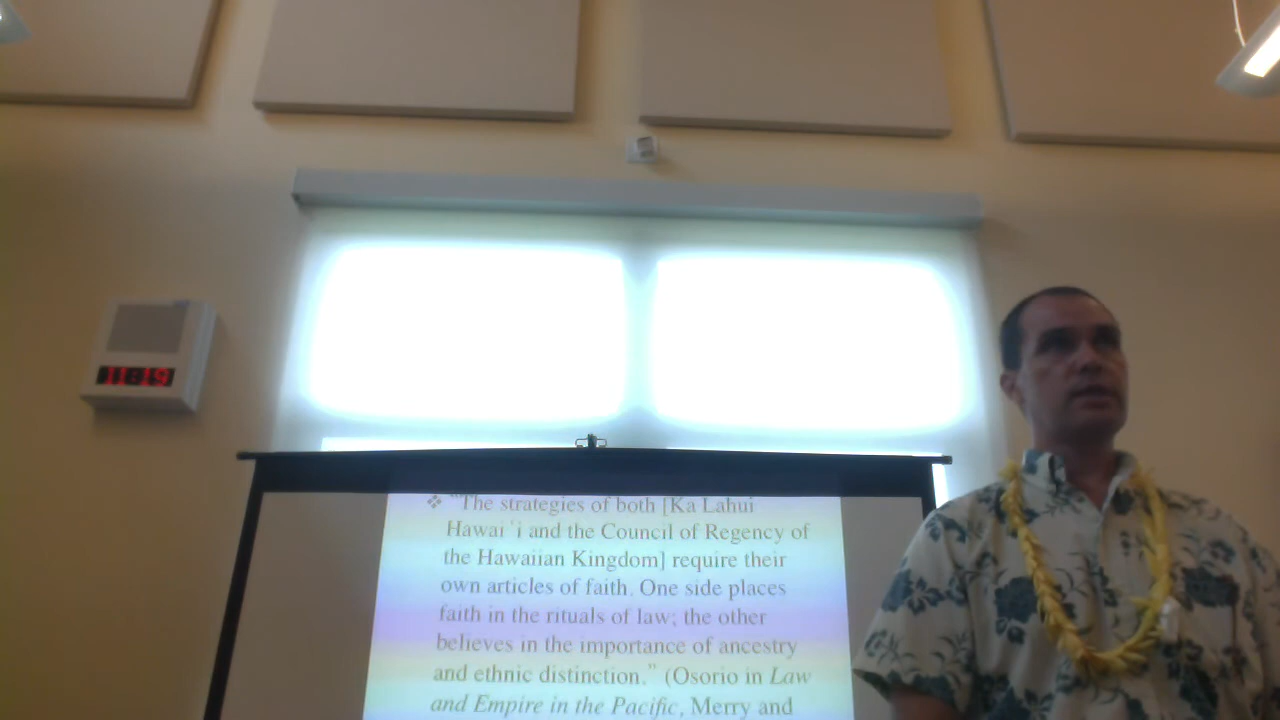 11:19
❖ "The strategies of both [Ka Lahui
Hawai ʻi and the Council of Regency of
the Hawaiian Kingdom] require their
own articles of faith. One side places
faith in the rituals of law; the other
believes in the importance of ancestry
and ethnic distinction." (Osorio in Law
and Empire in the Pacific, Merry and